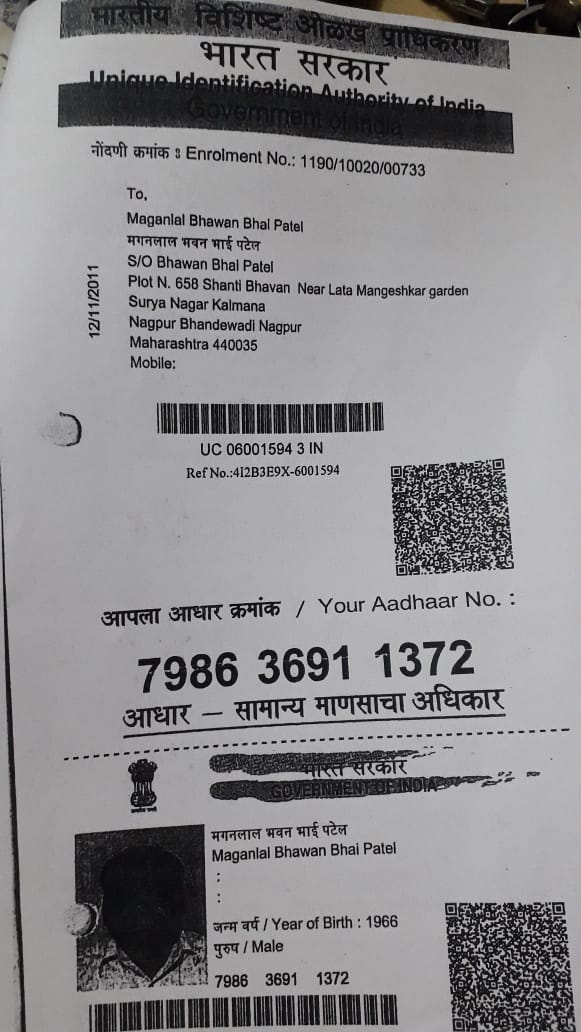 भारतीय विशिष्ट ओळख प्राधिकरण
भारत सरकार
Unique Identification Authority of India
Government of India
नोंदणी क्रमांक : Enrolment No.: 1190/10020/00733
To,
Maganlal Bhawan Bhal Patel
मगनलाल भवन भाई पटेल
S/O Bhawan Bhal Patel
Plot N. 658 Shanti Bhavan Near Lata Mangeshkar garden
Surya Nagar Kalmana
Nagpur Bhandewadi Nagpur
Maharashtra 440035
Mobile:
12/11/2011
UC 06001594 3 IN
Ref No.:4I2B3E9X-6001594
आपला आधार क्रमांक / Your Aadhaar No. :
7986 3691 1372
आधार – सामान्य माणसाचा अधिकार
भारत सरकार
GOVERNMENT OF INDIA
मगनलाल भवन भाई पटेल
Maganlal Bhawan Bhai Patel
:
:
जन्म वर्ष / Year of Birth : 1966
पुरुष / Male
7986 3691 1372